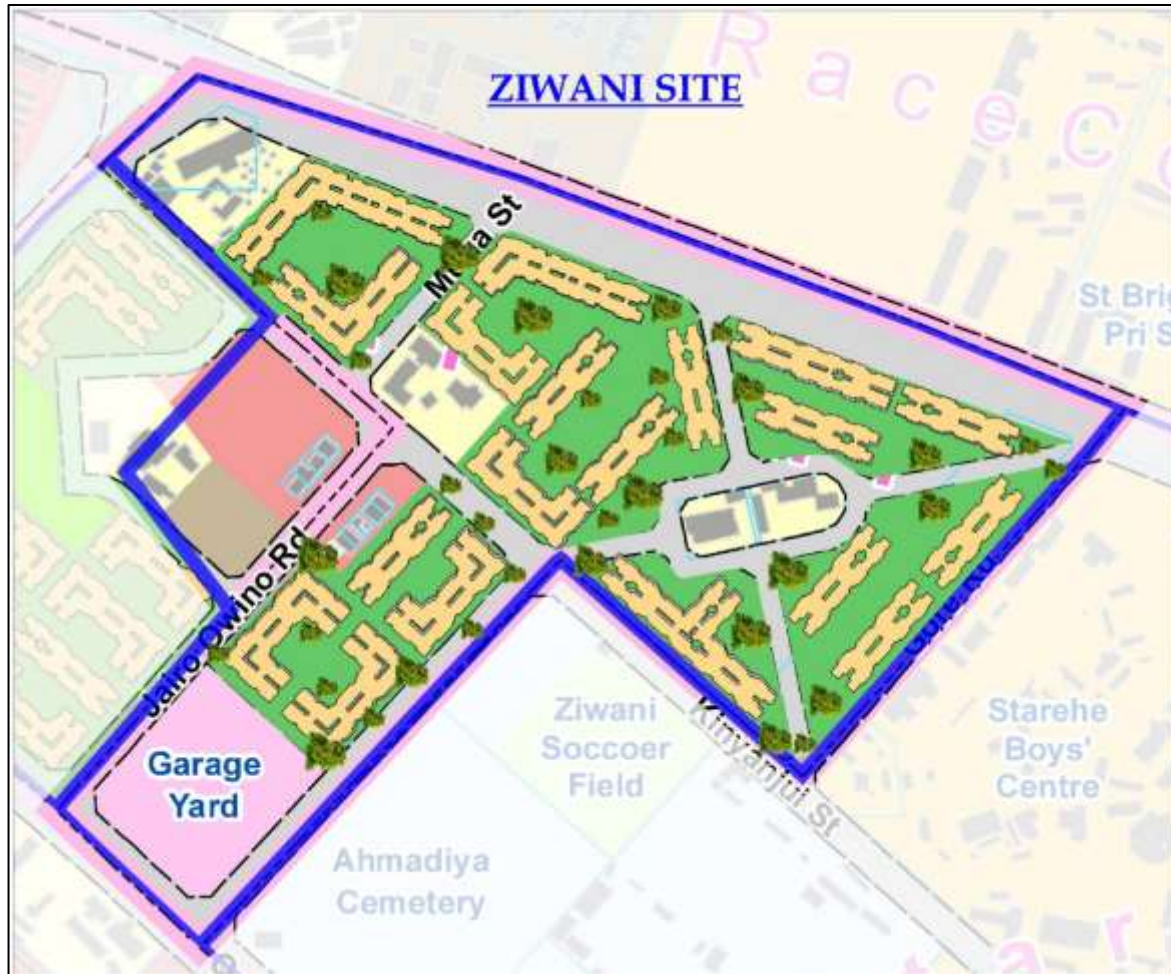 ZIWANI SITE
Race C
St Bri
Pri S
Jairo Owino Rd
Garage
Yard
Ziwani
Soccoer
Field
Kinyanjui St
Starehe
Boys'
Centre
Ahmadiya
Cemetery